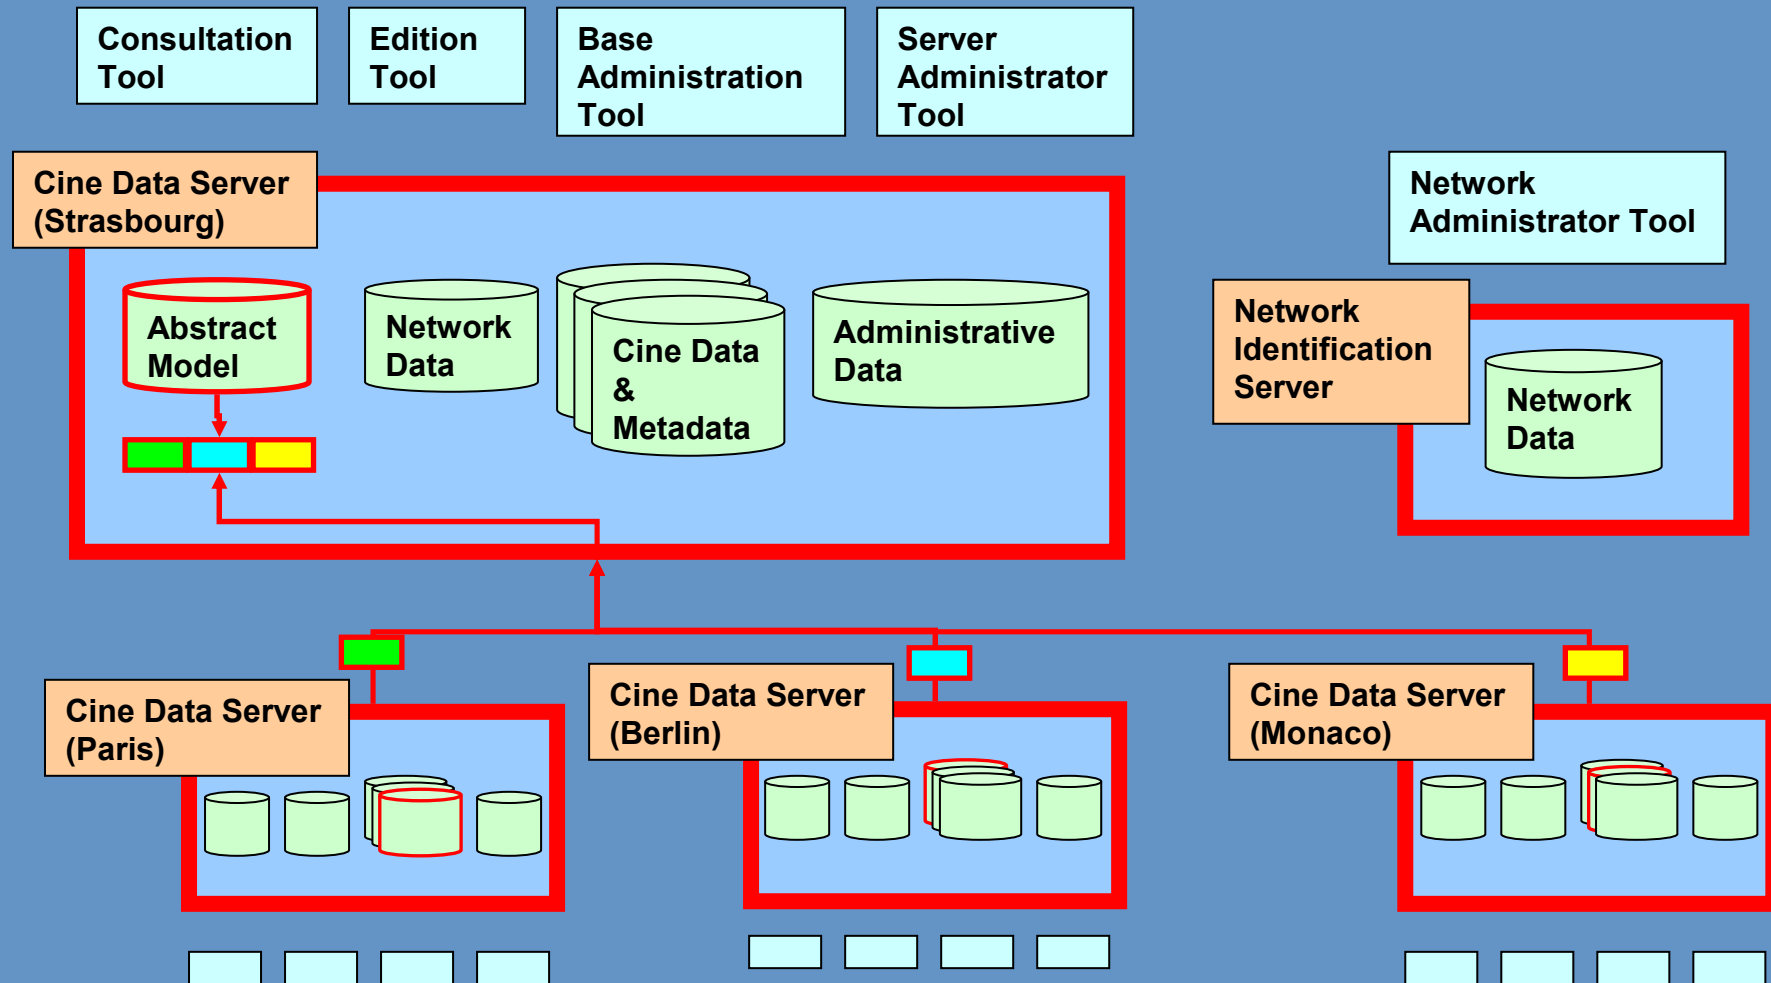 Consultation
Tool
Edition
Tool
Base
Administration
Tool
Server
Administrator
Tool
Cine Data Server
(Strasbourg)
Network
Administrator Tool
Abstract
Model
Network
Data
Cine Data
&
Metadata
Administrative
Data
Network
Identification
Server
Network
Data
Cine Data Server
(Paris)
Cine Data Server
(Berlin)
Cine Data Server
(Monaco)